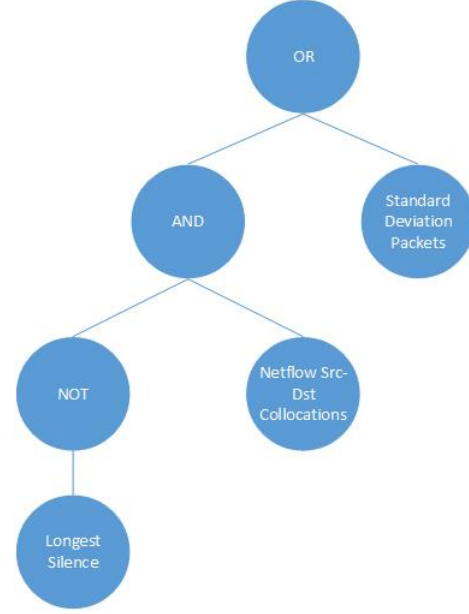 OR
AND
Standard
Deviation
Packets
NOT
Netflow Src-
Dst
Collocations
Longest
Silence